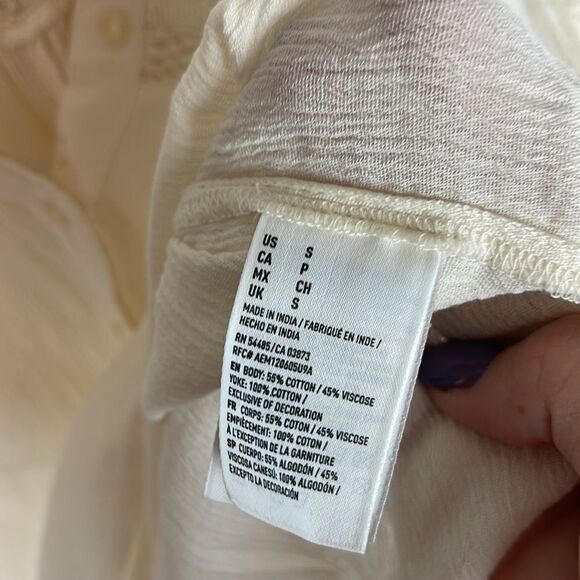 US S
CA P
MX CH
UK S
MADE IN INDIA / FABRIQUÉ EN INDE /
HECHO EN INDIA
RN 54485/CA 03873
RFC# AEM120605U9A
EN BODY: 55% COTTON / 45% VISCOSE
YOKE: 100% COTTON /
EXCLUSIVE OF DECORATION
FR CORPS: 55% COTON / 45% VISCOSE
EMPIÈCEMENT: 100% COTON /
À L'EXCEPTION DE LA GARNITURE
SP CUERPO: 55% ALGODÓN / 45%
VISCOSA CANESÚ: 100% ALGODÓN /
EXCEPTO LA DECORACIÓN